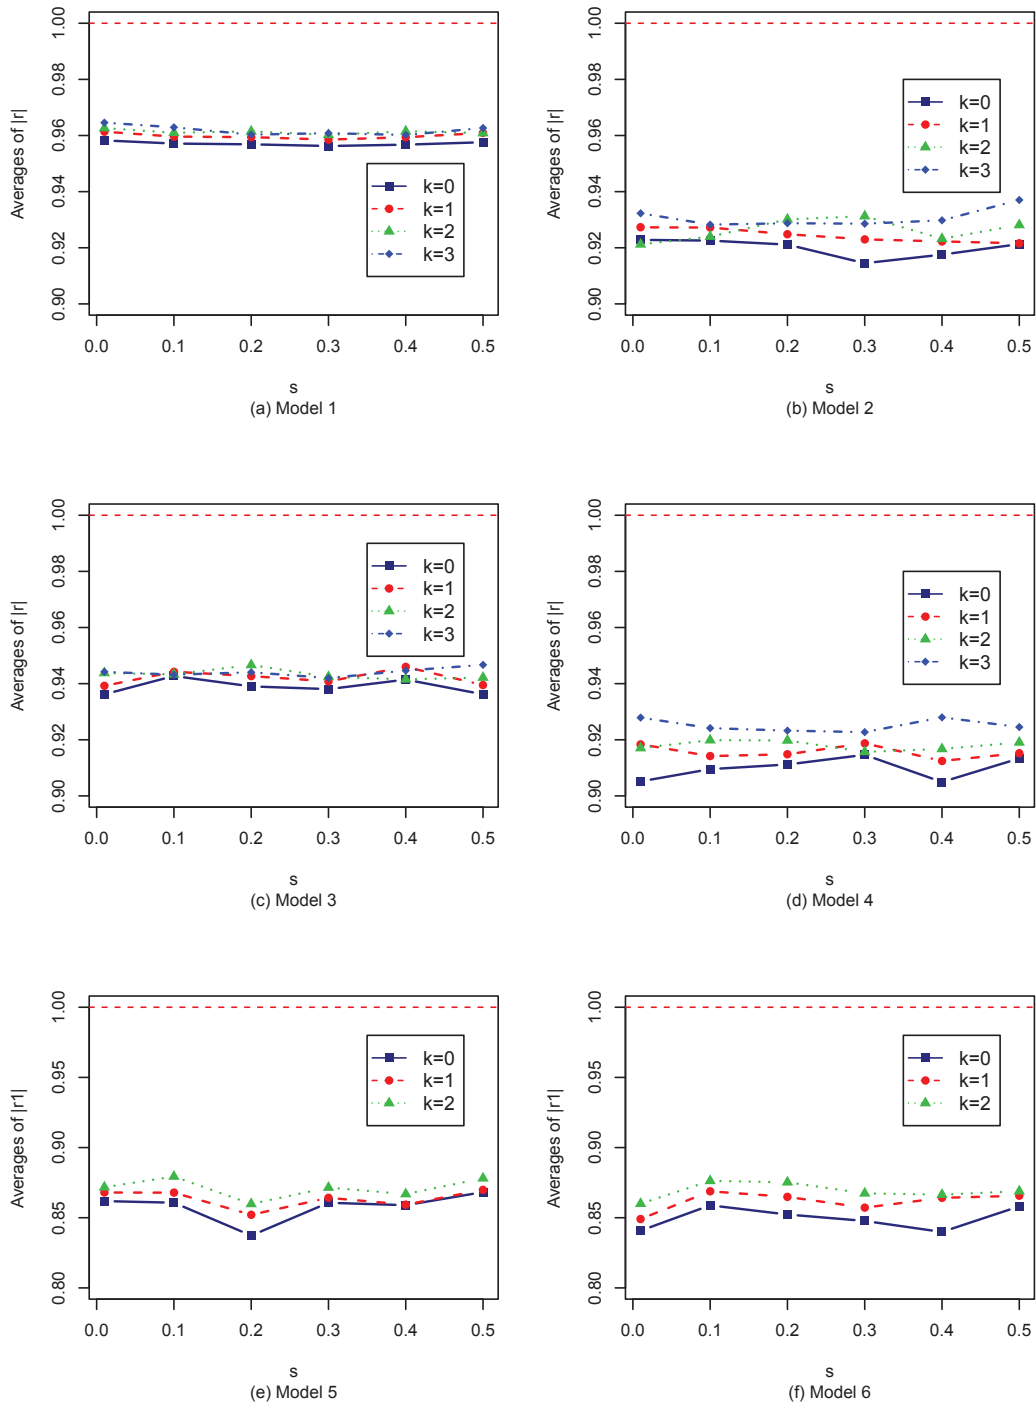 1.00
0.98
0.96
0.94
0.92
0.90
Averages of |r|
k=0
k=1
k=2
k=3
0.0 0.1 0.2 0.3 0.4 0.5
s
(a) Model 1
1.00
0.98
0.96
0.94
0.92
0.90
Averages of |r|
k=0
k=1
k=2
k=3
0.0 0.1 0.2 0.3 0.4 0.5
s
(b) Model 2
1.00
0.98
0.96
0.94
0.92
0.90
Averages of |r|
k=0
k=1
k=2
k=3
0.0 0.1 0.2 0.3 0.4 0.5
s
(c) Model 3
1.00
0.98
0.96
0.94
0.92
0.90
Averages of |r|
k=0
k=1
k=2
k=3
0.0 0.1 0.2 0.3 0.4 0.5
s
(d) Model 4
1.00
0.95
0.90
0.85
0.80
Averages of |r1|
k=0
k=1
k=2
0.0 0.1 0.2 0.3 0.4 0.5
s
(e) Model 5
1.00
0.95
0.90
0.85
0.80
Averages of |r1|
k=0
k=1
k=2
0.0 0.1 0.2 0.3 0.4 0.5
s
(f) Model 6